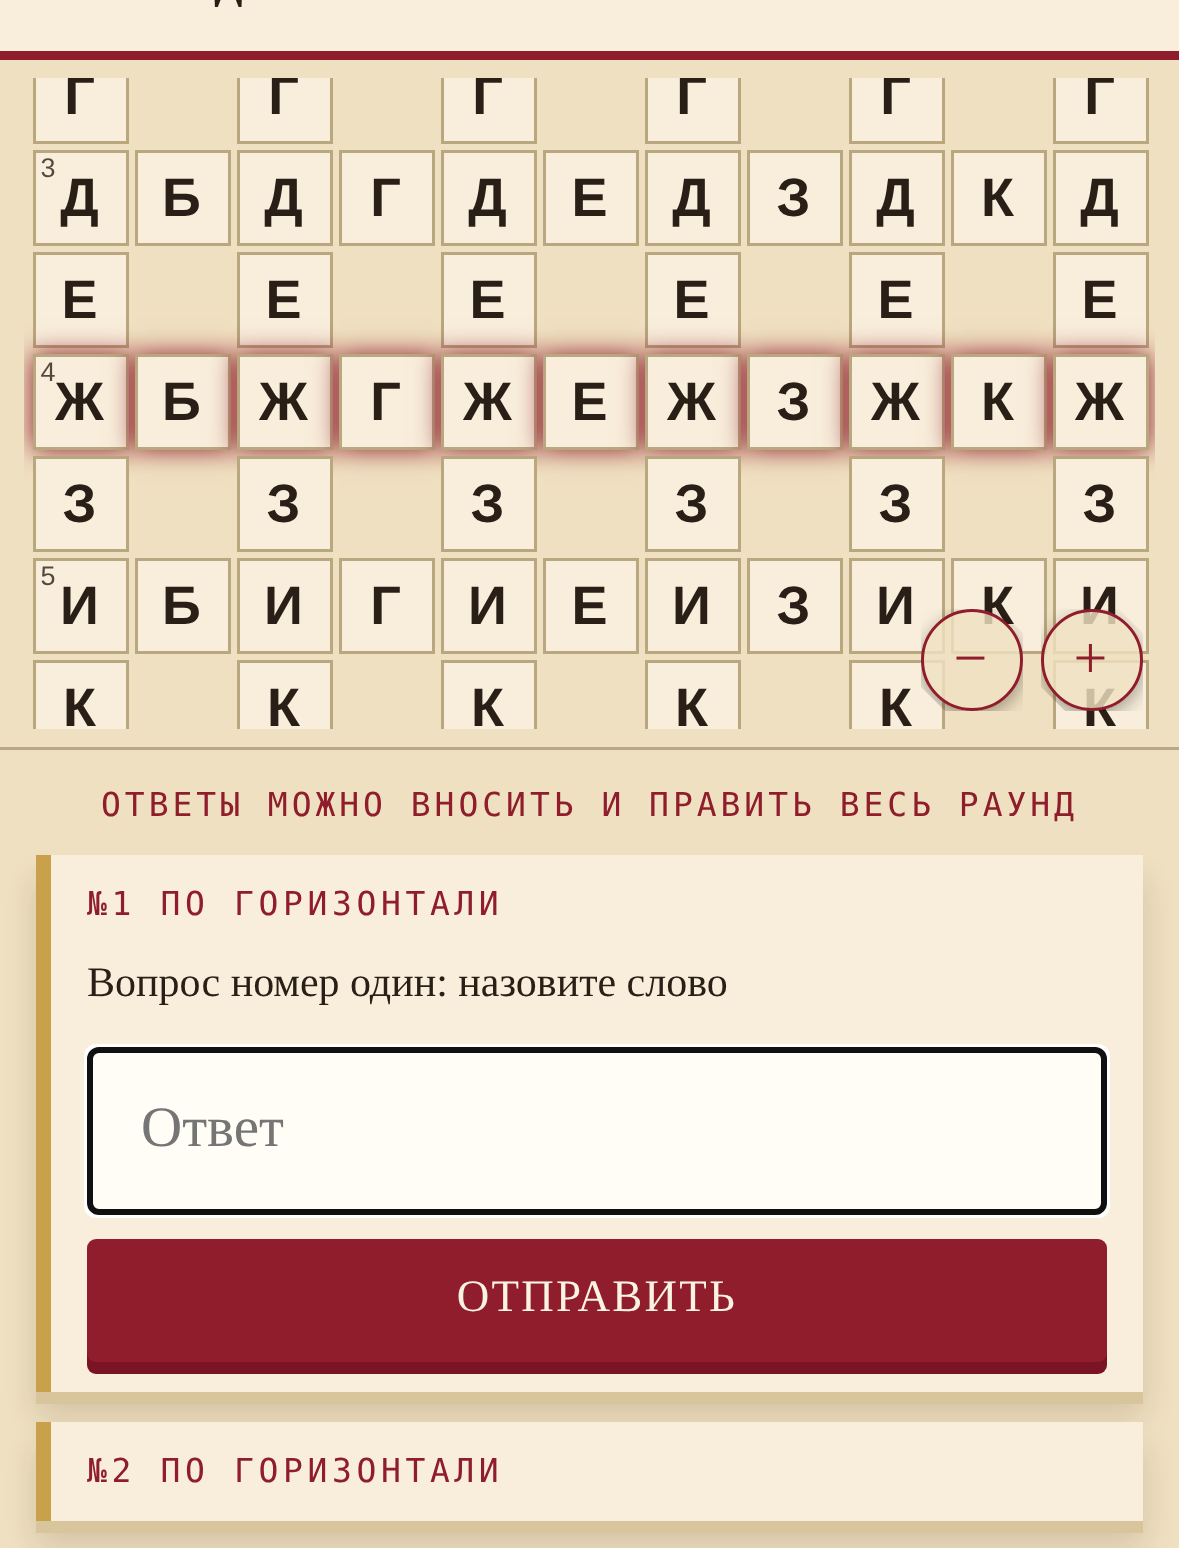 Г Г Г Г Г Г
3 Д Б Д Г Д Е Д З Д К Д
Е Е Е Е Е Е
4 Ж Б Ж Г Ж Е Ж З Ж К Ж
З З З З З З
5 И Б И Г И Е И З И К И
К К К К К К
− +
ОТВЕТЫ МОЖНО ВНОСИТЬ И ПРАВИТЬ ВЕСЬ РАУНД
№1 ПО ГОРИЗОНТАЛИ
Вопрос номер один: назовите слово
Ответ
ОТПРАВИТЬ
№2 ПО ГОРИЗОНТАЛИ